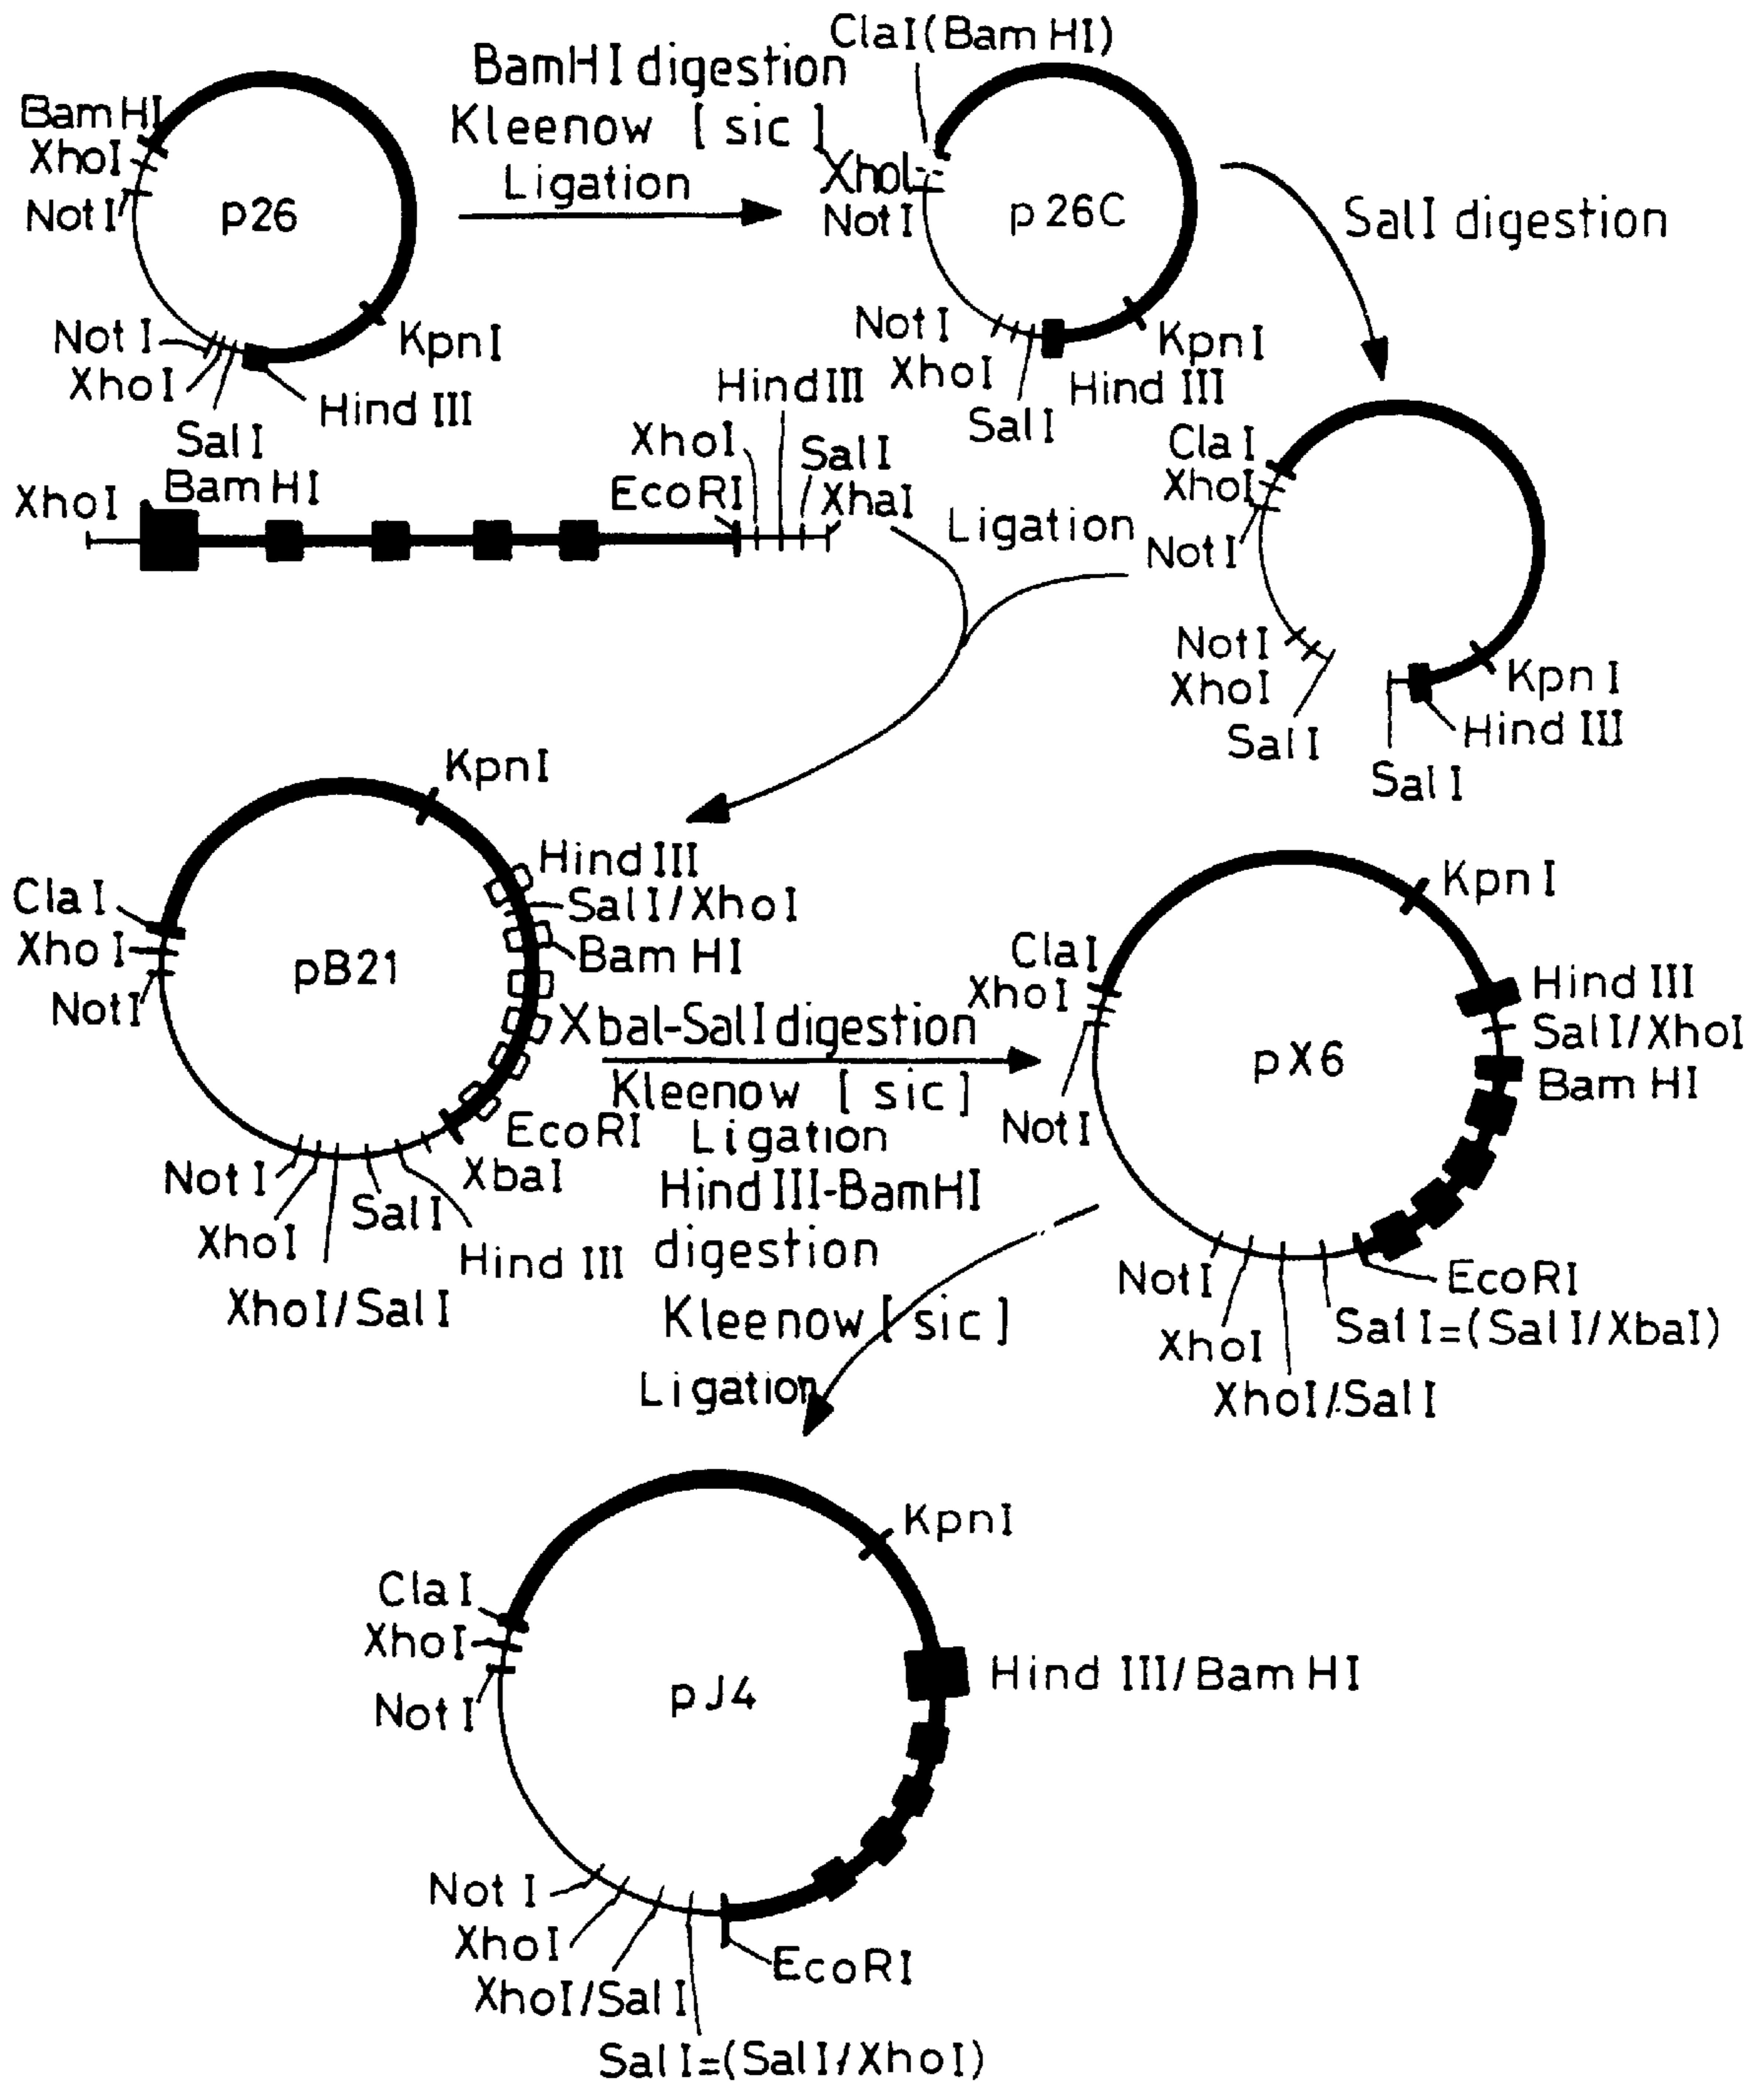 BamHI
XhoI
NotI
p26
NotI
XhoI
SalI
HindIII
KpnI
BamHI digestion
Kleenow [sic]
Ligation
ClaI(BamHI)
XhoI
NotI
p26C
NotI
XhoI
SalI
HindIII
KpnI
SalI digestion
XhoI
BamHI
EcoRI
XhoI
HindIII
SalI
XhaI
Ligation
ClaI
XhoI
NotI
NotI
XhoI
SalI
SalI
HindIII
KpnI
KpnI
HindIII
SalI/XhoI
BamHI
ClaI
XhoI
NotI
pB21
EcoRI
XbaI
HindIII
SalI
XhoI/SalI
XhoI
NotI
XbaI-SalI digestion
Kleenow [sic]
Ligation
HindIII-BamHI
digestion
Kleenow [sic]
Ligation
KpnI
ClaI
XhoI
NotI
pX6
HindIII
SalI/XhoI
BamHI
EcoRI
SalI=(SalI/XbaI)
XhoI/SalI
XhoI
NotI
KpnI
ClaI
XhoI
NotI
pJ4
HindIII/BamHI
NotI
XhoI
XhoI/SalI
SalI=(SalI/XhoI)
EcoRI